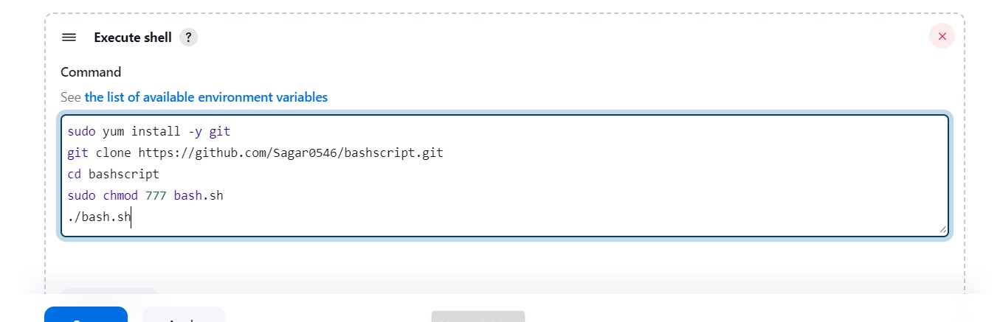 Execute shell ?
Command
See the list of available environment variables
sudo yum install -y git
git clone https://github.com/Sagar0546/bashscript.git
cd bashscript
sudo chmod 777 bash.sh
./bash.sh